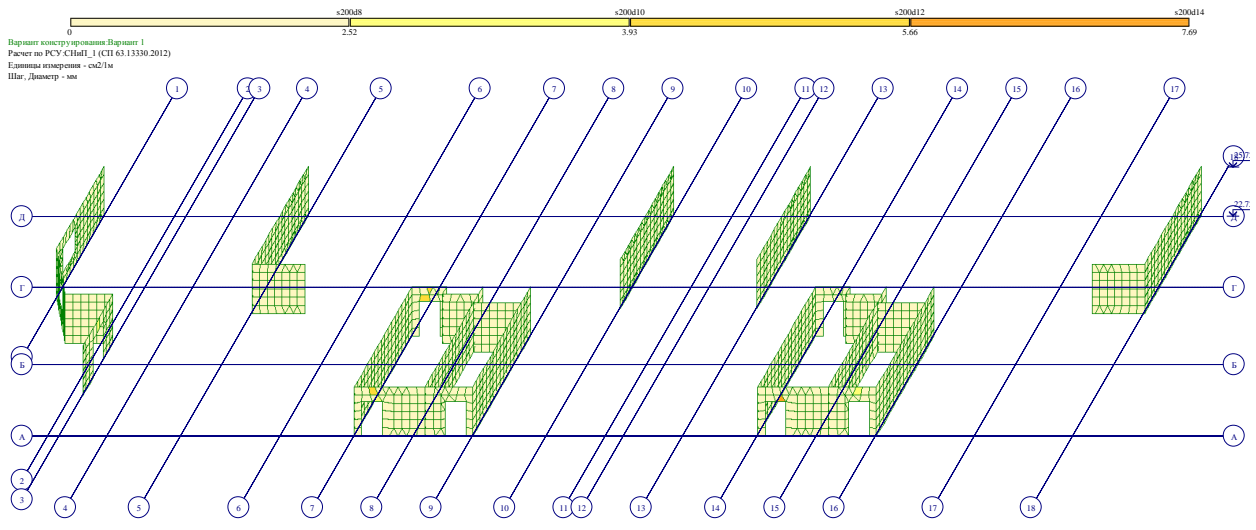 s200d8 s200d10 s200d12 s200d14
0 2.52 3.93 5.66 7.69
Вариант конструирования:Вариант 1
Расчет по РСУ:СНиП_1 (СП 63.13330.2012)
Единицы измерения - см2/1м
Шаг, Диаметр - мм
1 2 3 4 5 6 7 8 9 10 11 12 13 14 15 16 17
Д
22.7
Г Г
Б Б
А А
2
3 4 5 6 7 8 9 10 11 12 13 14 15 16 17 18